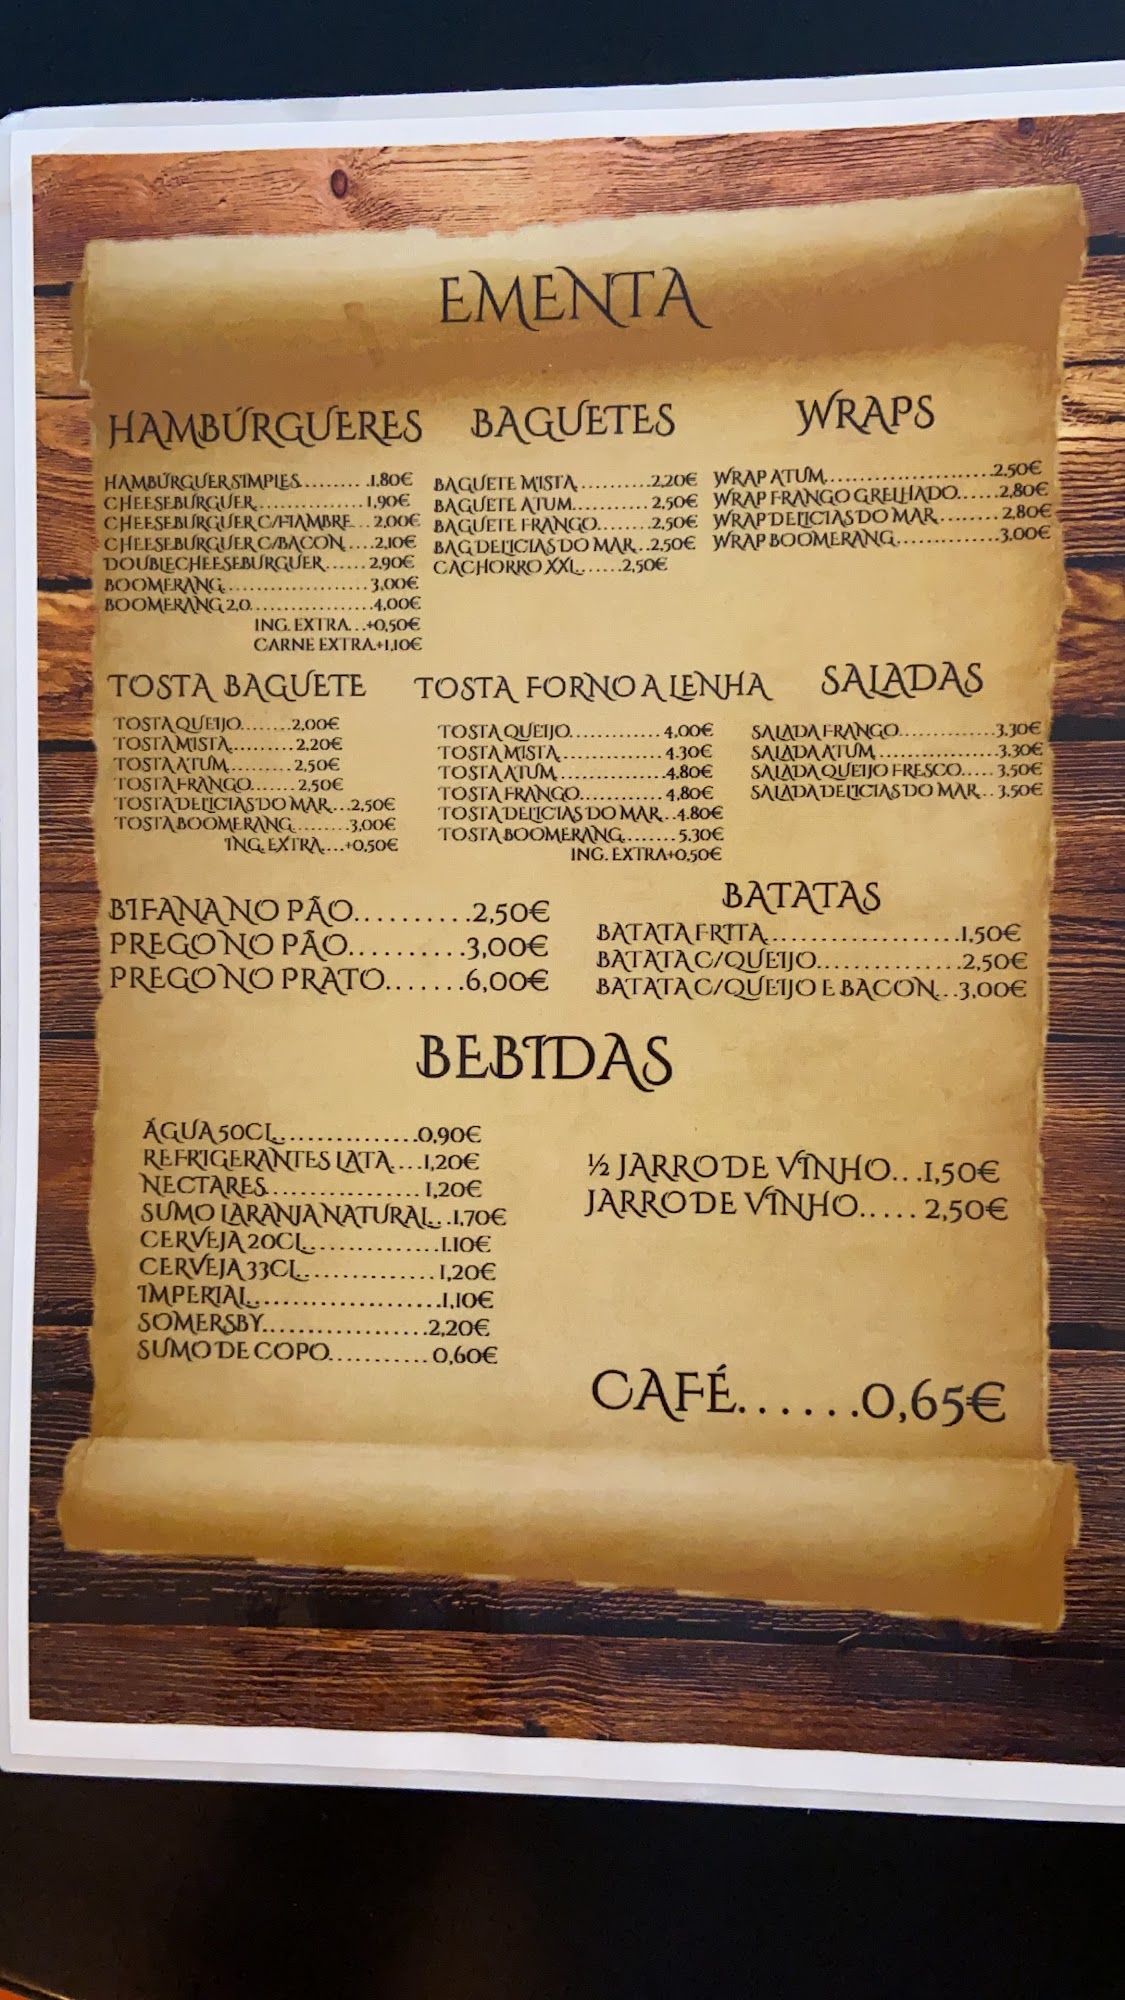 EMENTA
HAMBÚRGUERES
HAMBÚRGUER SIMPLES..........1,80€
CHEESEBURGUER................1,90€
CHEESEBURGUER C/FIAMBRE...2,00€
CHEESEBURGUER C/BACON.....2,10€
DOUBLECHEESEBURGUER......2,90€
BOOMERANG.....................3,00€
BOOMERANG 2,0..................4,00€
ING. EXTRA...+0,50€
CARNE EXTRA.+1,10€
BAGUETES
BAGUETE MISTA...........2,20€
BAGUETE ATUM............2,50€
BAGUETE FRANGO........2,50€
BAG DELICIAS DO MAR..2,50€
CACHORRO XXL......2,50€
WRAPS
WRAP ATUM.........................2,50€
WRAP FRANGO GRELHADO......2,80€
WRAP DELICIAS DO MAR.........2,80€
WRAP BOOMERANG...............3,00€
TOSTA BAGUETE
TOSTA QUEIJO.......2,00€
TOSTA MISTA.........2,20€
TOSTA ATUM.........2,50€
TOSTA FRANGO......2,50€
TOSTA DELICIAS DO MAR...2,50€
TOSTA BOOMERANG........3,00€
ING. EXTRA....+0,50€
TOSTA FORNO A LENHA
TOSTA QUEIJO.............4,00€
TOSTA MISTA..............4.30€
TOSTA ATUM...............4,80€
TOSTA FRANGO............4,80€
TOSTA DELICIAS DO MAR..4.80€
TOSTA BOOMERANG........5.30€
ING. EXTRA+0,50€
SALADAS
SALADA FRANGO..............3,30€
SALADA ATUM.................3.30€
SALADA QUEIJO FRESCO.....3,50€
SALADA DELICIAS DO MAR..3,50€
BIFANA NO PÃO..........2,50€
PREGO NO PÃO..........3,00€
PREGO NO PRATO.......6,00€
BATATAS
BATATA FRITA...................1,50€
BATATA C/QUEIJO...............2,50€
BATATA C/QUEIJO E BACON...3,00€
BEBIDAS
ÁGUA 50CL...............0,90€
REFRIGERANTES LATA....1,20€
NECTARES.................1,20€
SUMO LARANJA NATURAL...1,70€
CERVEJA 20CL..............1.10€
CERVEJA 33CL...............1,20€
IMPERIAL....................1,10€
SOMERSBY..................2,20€
SUMO DE COPO...........0,60€
½ JARRO DE VINHO...1,50€
JARRO DE VINHO......2,50€
CAFÉ.......0,65€